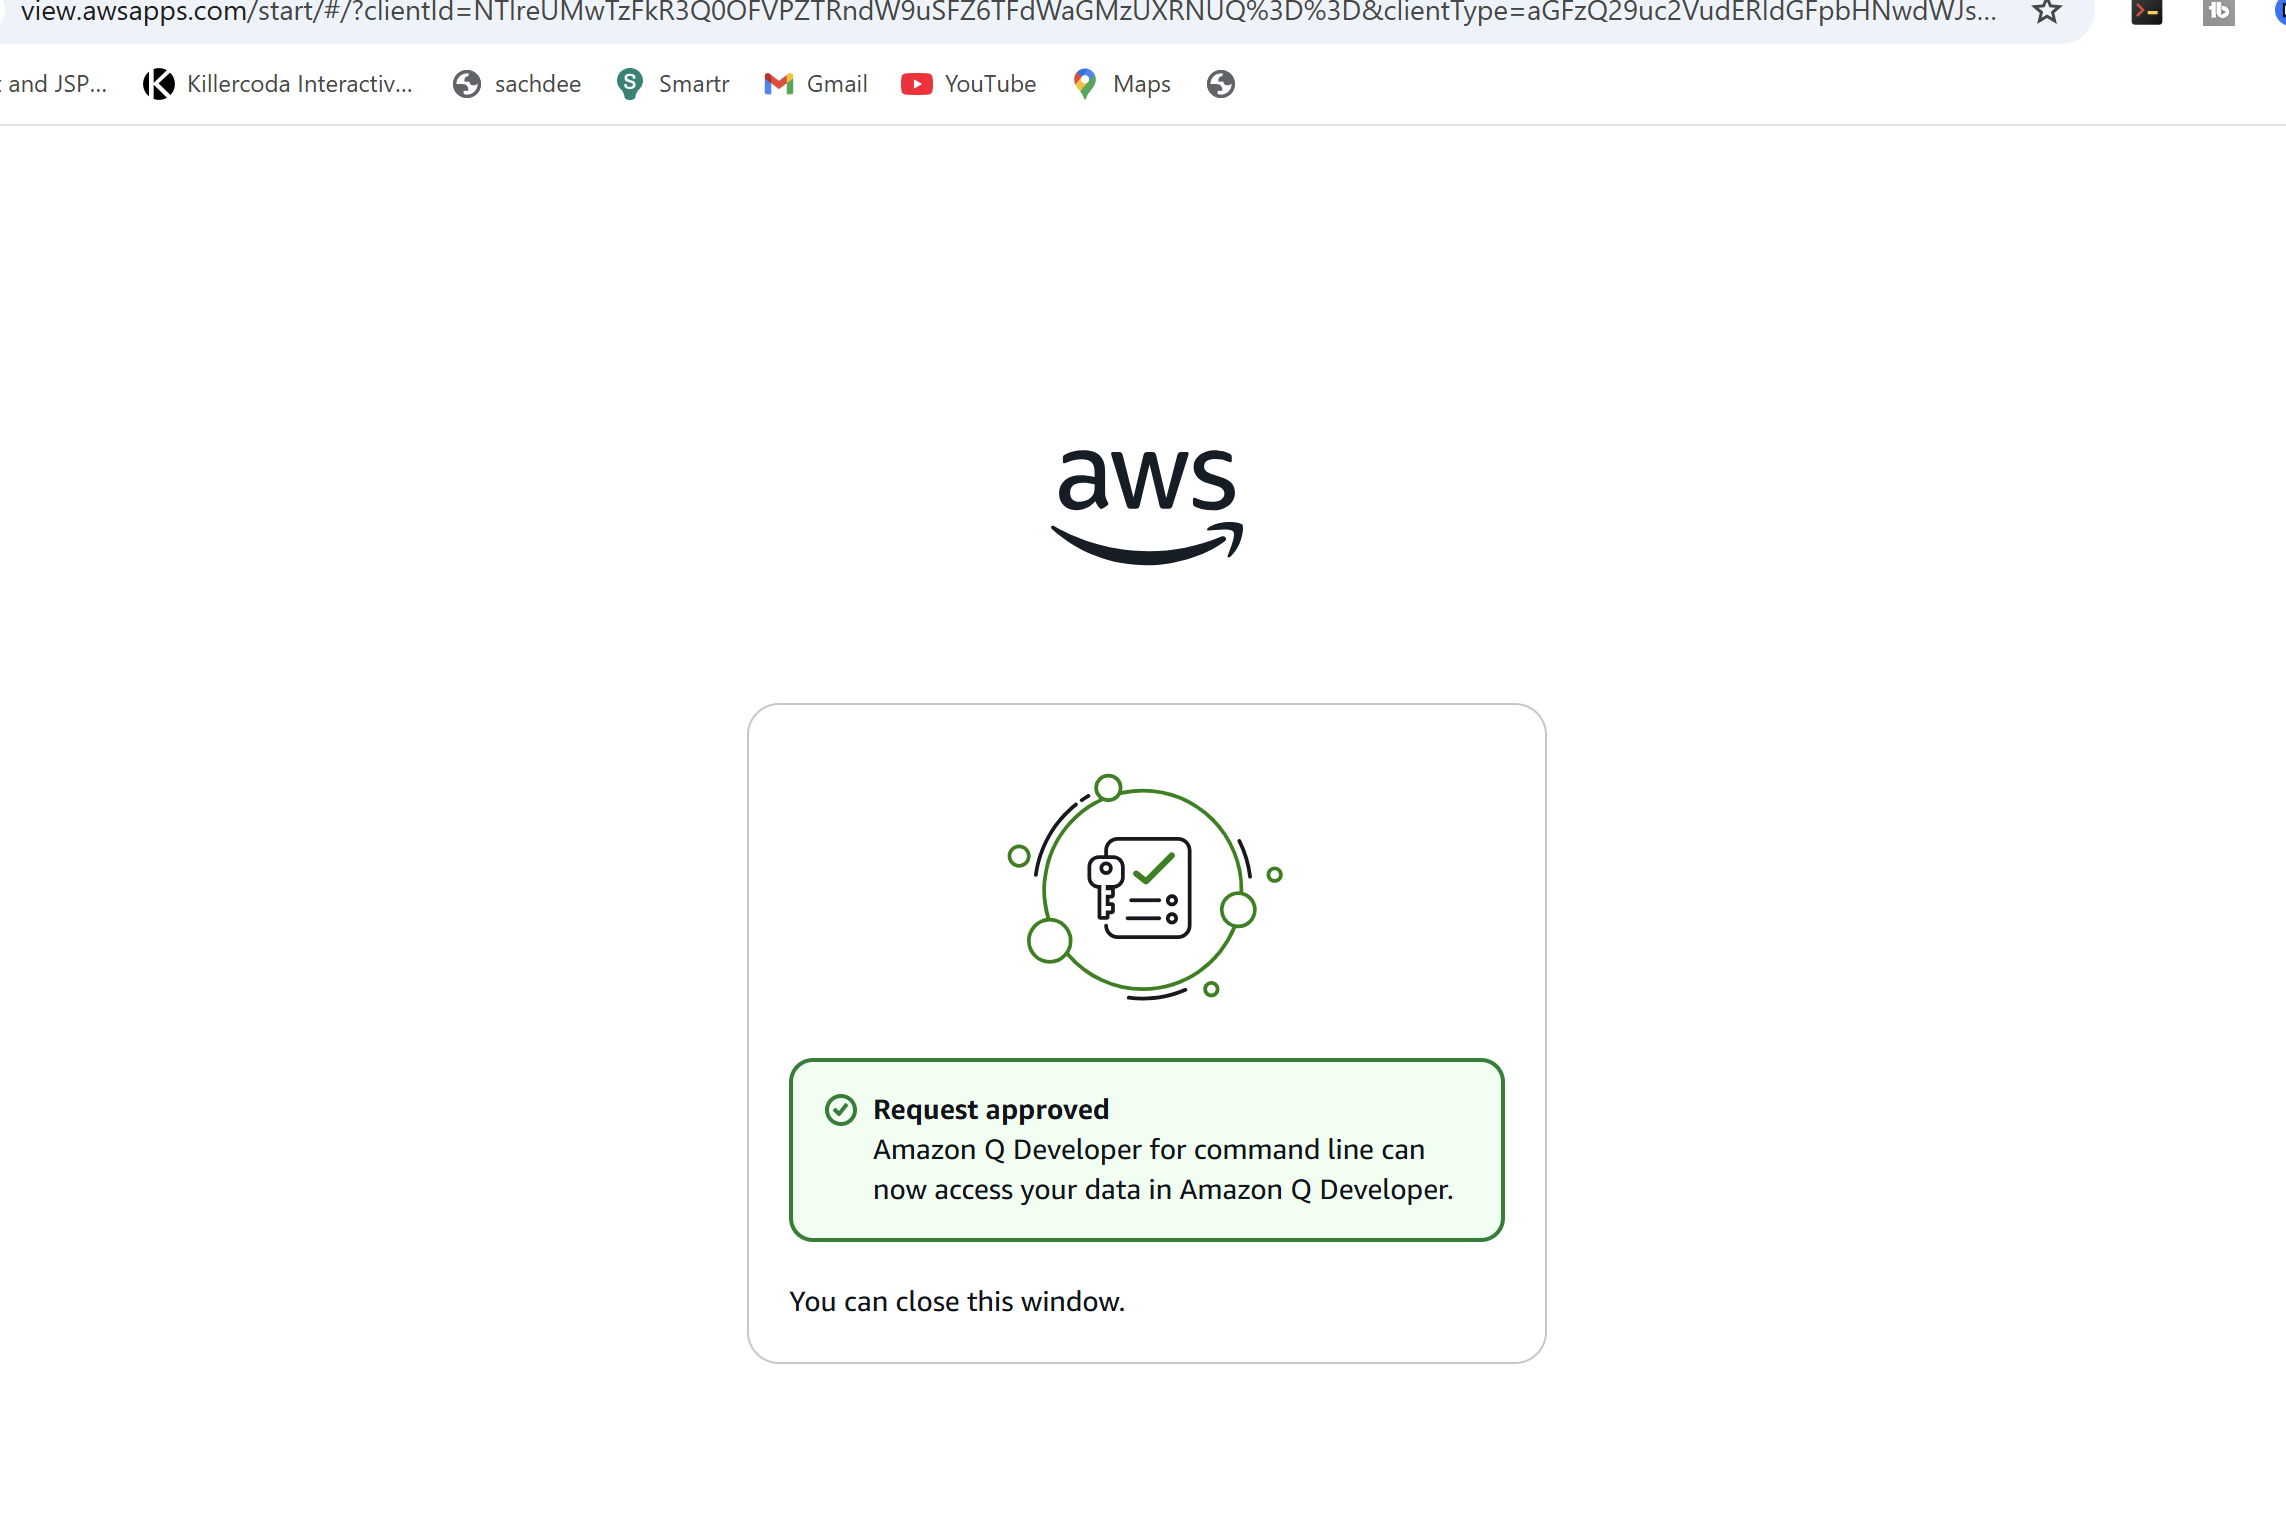 view.awsapps.com/start/#/?clientId=NTlreUMwTzFkR3Q0OFVPZTRndW9uSFZ6TFdWaGMzUXRNUQ%3D%3D&clientType=aGFzQ29uc2VudERldGFpbHNwdWJs...
and JSP... Killercoda Interactiv... sachdee Smartr Gmail YouTube Maps
aws
Request approved
Amazon Q Developer for command line can
now access your data in Amazon Q Developer.
You can close this window.